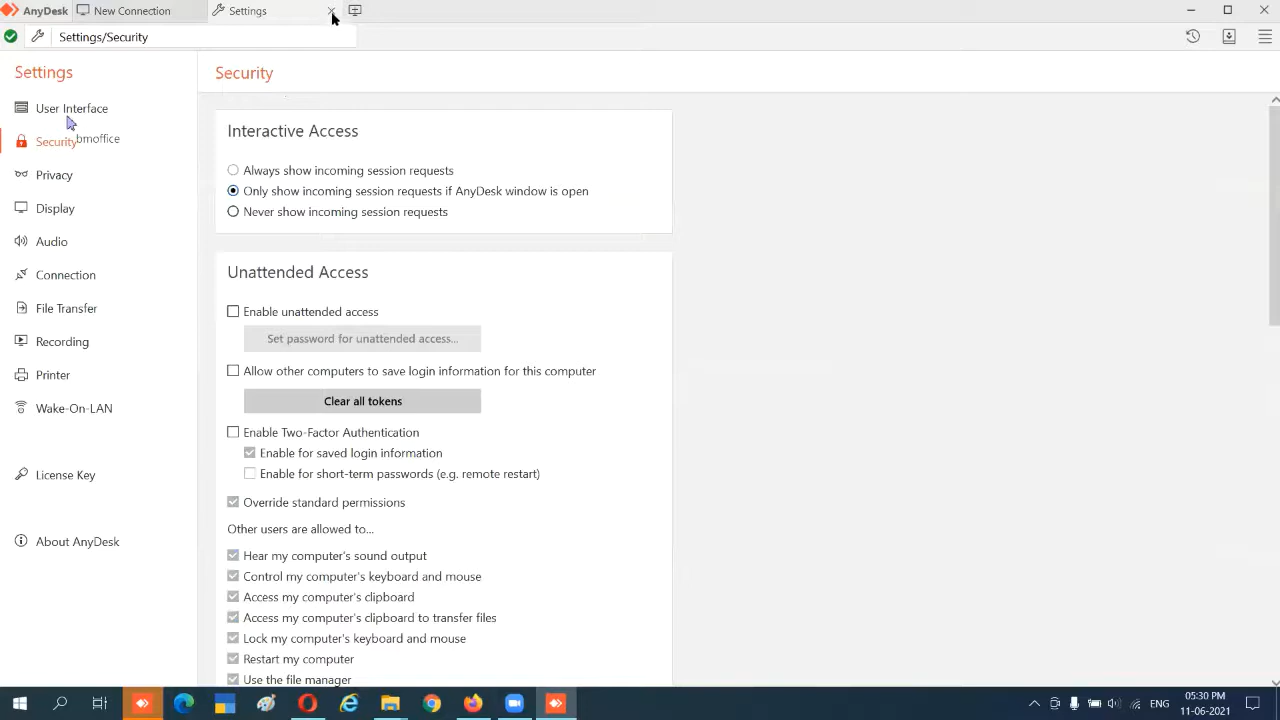 AnyDesk New Connection Settings
Settings/Security
Settings
User Interface
bmoffice
Security
Privacy
Display
Audio
Connection
File Transfer
Recording
Printer
Wake-On-LAN
License Key
About AnyDesk
Security
Interactive Access
Always show incoming session requests
Only show incoming session requests if AnyDesk window is open
Never show incoming session requests
Unattended Access
Enable unattended access
Set password for unattended access...
Allow other computers to save login information for this computer
Clear all tokens
Enable Two-Factor Authentication
Enable for saved login information
Enable for short-term passwords (e.g. remote restart)
Override standard permissions
Other users are allowed to...
Hear my computer's sound output
Control my computer's keyboard and mouse
Access my computer's clipboard
Access my computer's clipboard to transfer files
Lock my computer's keyboard and mouse
Restart my computer
Use the file manager
ENG
05:30 PM
11-06-2021